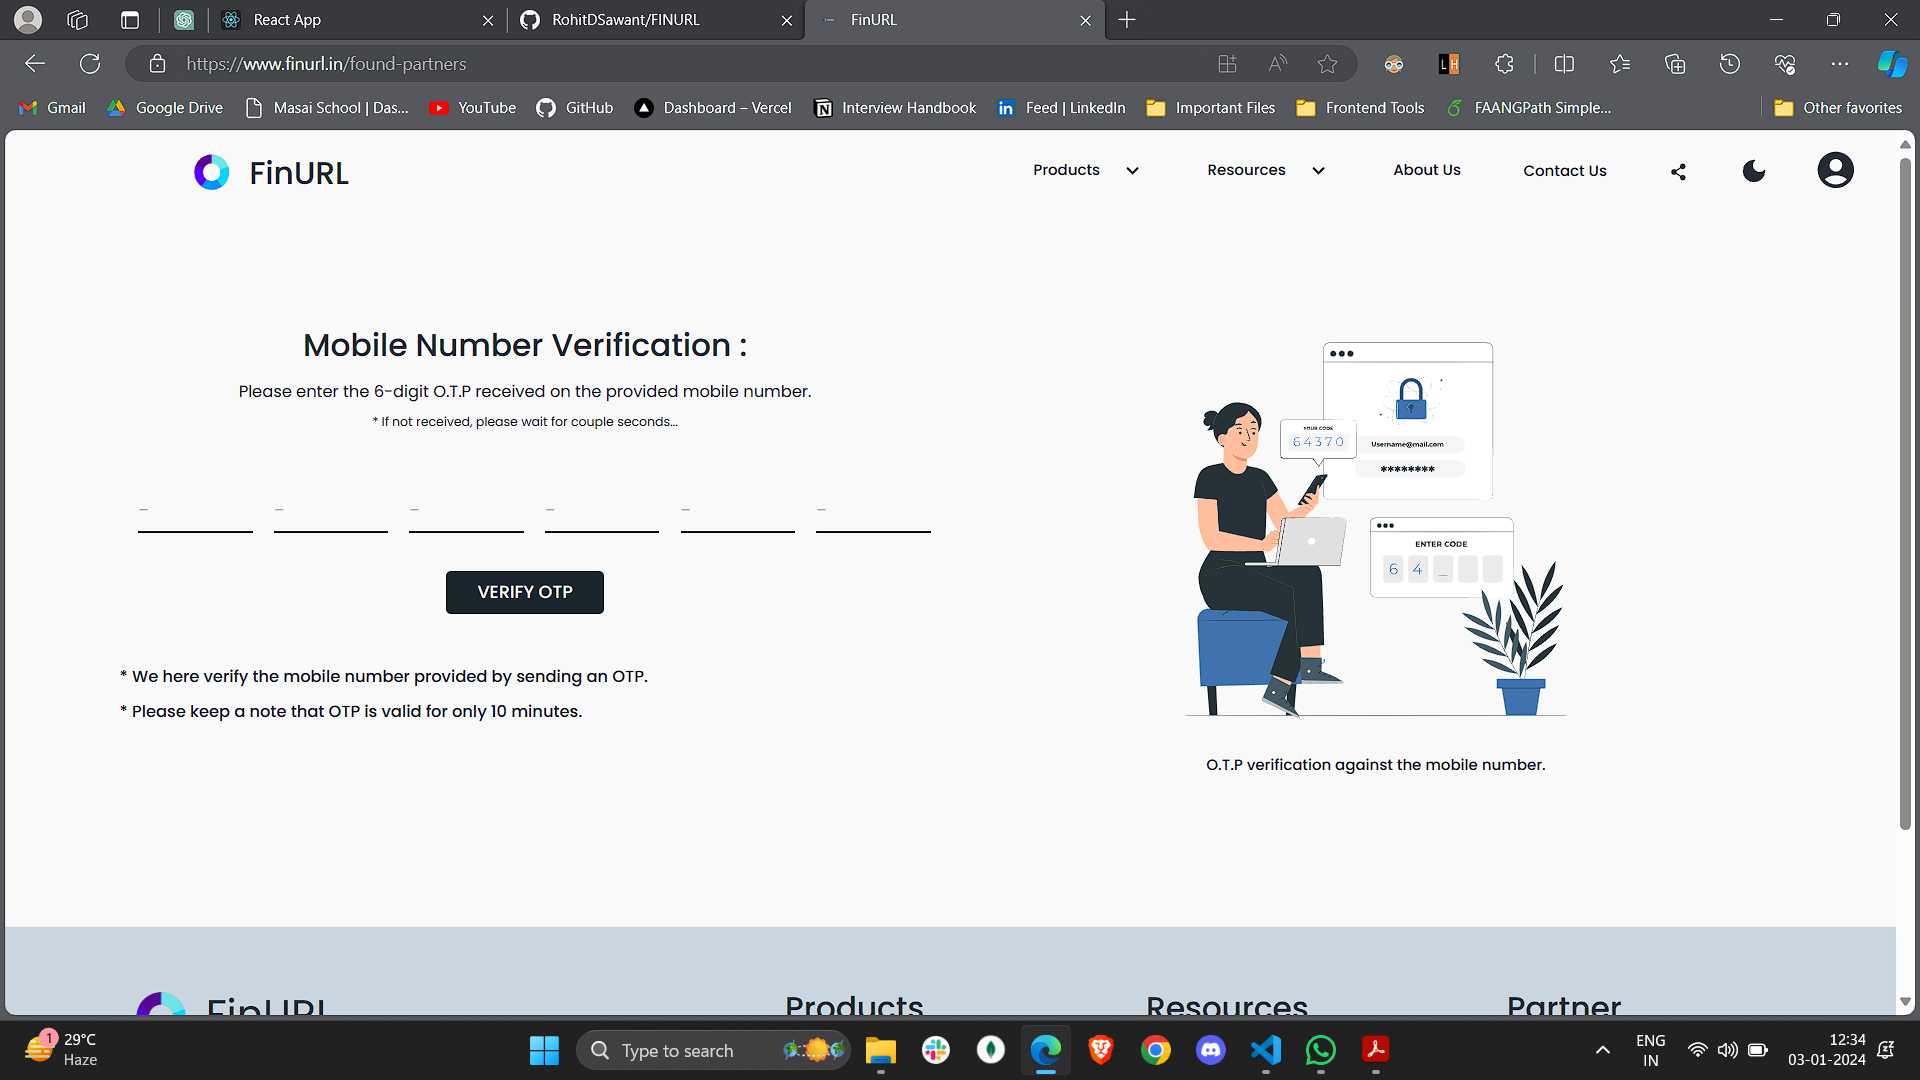 React App
RohitDSawant/FINURL
FinURL
https://www.finurl.in/found-partners
Gmail
Google Drive
Masai School | Das...
YouTube
GitHub
Dashboard – Vercel
Interview Handbook
Feed | LinkedIn
Important Files
Frontend Tools
FAANGPath Simple...
Other favorites
FinURL
Products
Resources
About Us
Contact Us
Mobile Number Verification :
Please enter the 6-digit O.T.P received on the provided mobile number.
* If not received, please wait for couple seconds...
_ _ _ _ _ _
VERIFY OTP
* We here verify the mobile number provided by sending an OTP.
* Please keep a note that OTP is valid for only 10 minutes.
YOUR CODE
64370
Username@mail.com
********
ENTER CODE
6 4 _
O.T.P verification against the mobile number.
FinURL
Products
Resources
Partner
1
29°C
Haze
Type to search
ENG
IN
12:34
03-01-2024